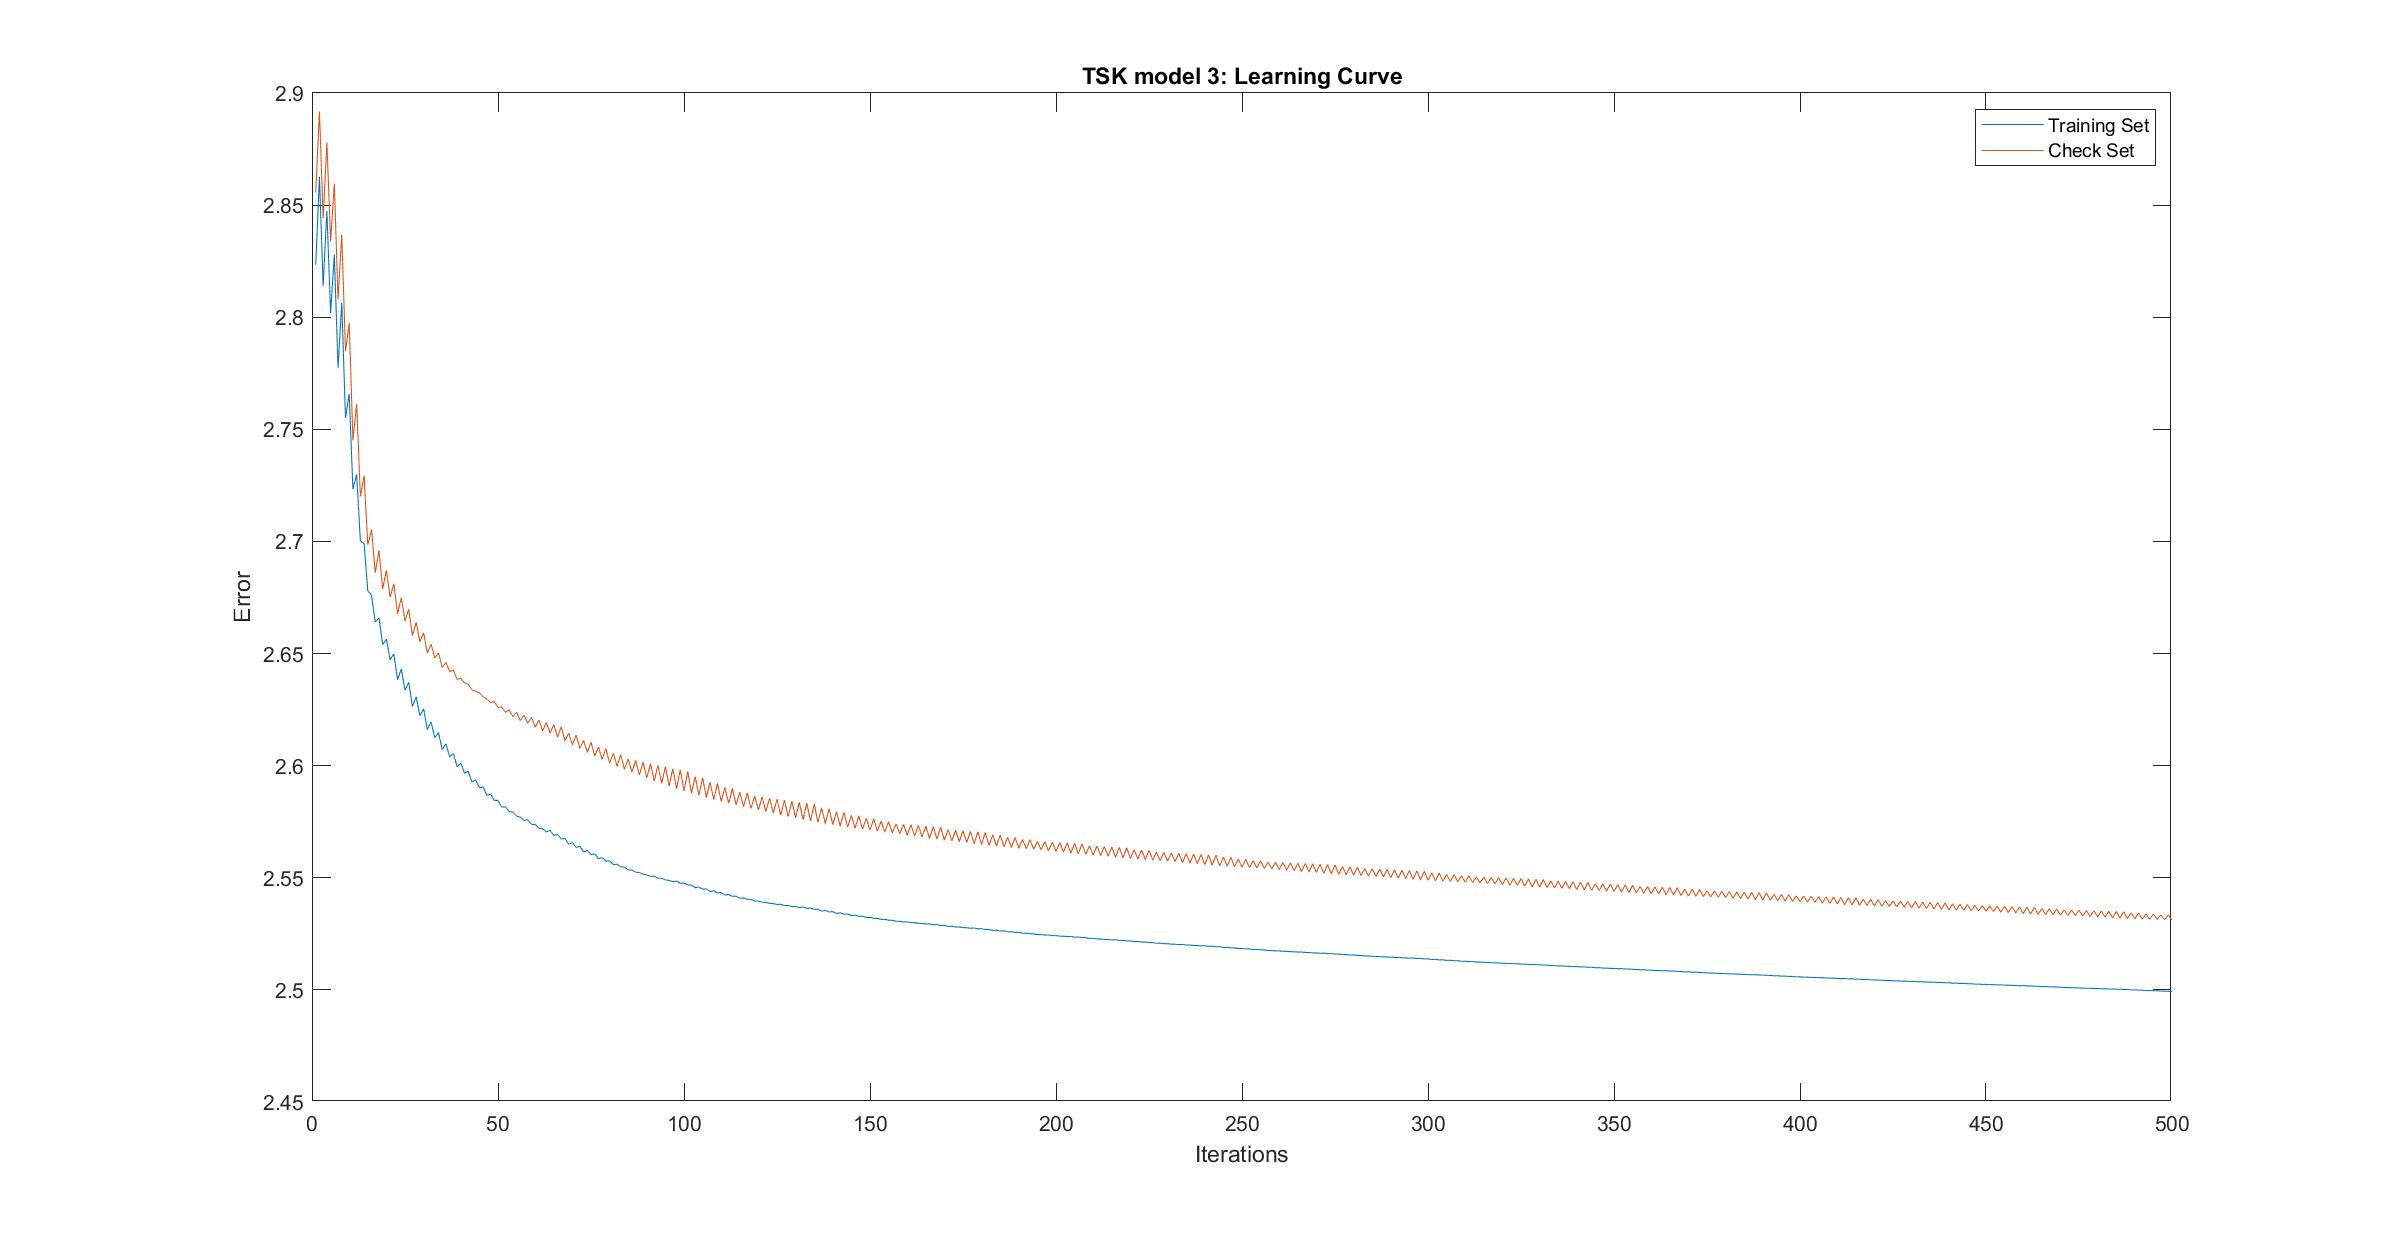 TSK model 3: Learning Curve
Training Set
Check Set
2.9
2.85
2.8
2.75
2.7
2.65
2.6
2.55
2.5
2.45
Error
0 50 100 150 200 250 300 350 400 450 500
Iterations